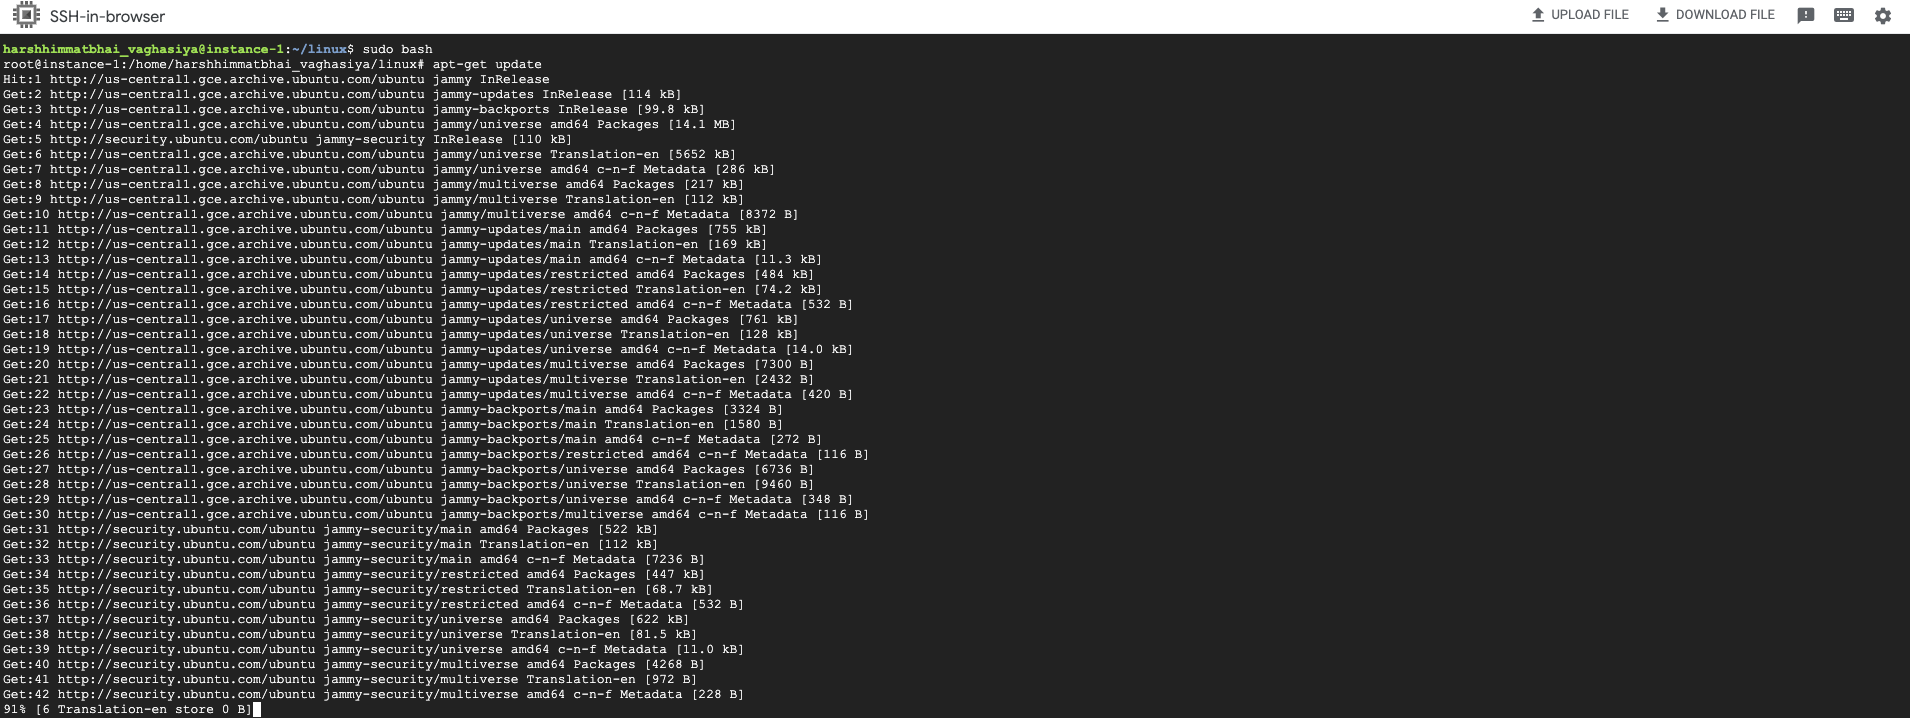 SSH-in-browser
UPLOAD FILE
DOWNLOAD FILE
harshhimmatbhai_vaghasiya@instance-1:~/linux$ sudo bash
root@instance-1:/home/harshhimmatbhai_vaghasiya/linux# apt-get update
Hit:1 http://us-central1.gce.archive.ubuntu.com/ubuntu jammy InRelease
Get:2 http://us-central1.gce.archive.ubuntu.com/ubuntu jammy-updates InRelease [114 kB]
Get:3 http://us-central1.gce.archive.ubuntu.com/ubuntu jammy-backports InRelease [99.8 kB]
Get:4 http://us-central1.gce.archive.ubuntu.com/ubuntu jammy/universe amd64 Packages [14.1 MB]
Get:5 http://security.ubuntu.com/ubuntu jammy-security InRelease [110 kB]
Get:6 http://us-central1.gce.archive.ubuntu.com/ubuntu jammy/universe Translation-en [5652 kB]
Get:7 http://us-central1.gce.archive.ubuntu.com/ubuntu jammy/universe amd64 c-n-f Metadata [286 kB]
Get:8 http://us-central1.gce.archive.ubuntu.com/ubuntu jammy/multiverse amd64 Packages [217 kB]
Get:9 http://us-central1.gce.archive.ubuntu.com/ubuntu jammy/multiverse Translation-en [112 kB]
Get:10 http://us-central1.gce.archive.ubuntu.com/ubuntu jammy/multiverse amd64 c-n-f Metadata [8372 B]
Get:11 http://us-central1.gce.archive.ubuntu.com/ubuntu jammy-updates/main amd64 Packages [755 kB]
Get:12 http://us-central1.gce.archive.ubuntu.com/ubuntu jammy-updates/main Translation-en [169 kB]
Get:13 http://us-central1.gce.archive.ubuntu.com/ubuntu jammy-updates/main amd64 c-n-f Metadata [11.3 kB]
Get:14 http://us-central1.gce.archive.ubuntu.com/ubuntu jammy-updates/restricted amd64 Packages [484 kB]
Get:15 http://us-central1.gce.archive.ubuntu.com/ubuntu jammy-updates/restricted Translation-en [74.2 kB]
Get:16 http://us-central1.gce.archive.ubuntu.com/ubuntu jammy-updates/restricted amd64 c-n-f Metadata [532 B]
Get:17 http://us-central1.gce.archive.ubuntu.com/ubuntu jammy-updates/universe amd64 Packages [761 kB]
Get:18 http://us-central1.gce.archive.ubuntu.com/ubuntu jammy-updates/universe Translation-en [128 kB]
Get:19 http://us-central1.gce.archive.ubuntu.com/ubuntu jammy-updates/universe amd64 c-n-f Metadata [14.0 kB]
Get:20 http://us-central1.gce.archive.ubuntu.com/ubuntu jammy-updates/multiverse amd64 Packages [7300 B]
Get:21 http://us-central1.gce.archive.ubuntu.com/ubuntu jammy-updates/multiverse Translation-en [2432 B]
Get:22 http://us-central1.gce.archive.ubuntu.com/ubuntu jammy-updates/multiverse amd64 c-n-f Metadata [420 B]
Get:23 http://us-central1.gce.archive.ubuntu.com/ubuntu jammy-backports/main amd64 Packages [3324 B]
Get:24 http://us-central1.gce.archive.ubuntu.com/ubuntu jammy-backports/main Translation-en [1580 B]
Get:25 http://us-central1.gce.archive.ubuntu.com/ubuntu jammy-backports/main amd64 c-n-f Metadata [272 B]
Get:26 http://us-central1.gce.archive.ubuntu.com/ubuntu jammy-backports/restricted amd64 c-n-f Metadata [116 B]
Get:27 http://us-central1.gce.archive.ubuntu.com/ubuntu jammy-backports/universe amd64 Packages [6736 B]
Get:28 http://us-central1.gce.archive.ubuntu.com/ubuntu jammy-backports/universe Translation-en [9460 B]
Get:29 http://us-central1.gce.archive.ubuntu.com/ubuntu jammy-backports/universe amd64 c-n-f Metadata [348 B]
Get:30 http://us-central1.gce.archive.ubuntu.com/ubuntu jammy-backports/multiverse amd64 c-n-f Metadata [116 B]
Get:31 http://security.ubuntu.com/ubuntu jammy-security/main amd64 Packages [522 kB]
Get:32 http://security.ubuntu.com/ubuntu jammy-security/main Translation-en [112 kB]
Get:33 http://security.ubuntu.com/ubuntu jammy-security/main amd64 c-n-f Metadata [7236 B]
Get:34 http://security.ubuntu.com/ubuntu jammy-security/restricted amd64 Packages [447 kB]
Get:35 http://security.ubuntu.com/ubuntu jammy-security/restricted Translation-en [68.7 kB]
Get:36 http://security.ubuntu.com/ubuntu jammy-security/restricted amd64 c-n-f Metadata [532 B]
Get:37 http://security.ubuntu.com/ubuntu jammy-security/universe amd64 Packages [622 kB]
Get:38 http://security.ubuntu.com/ubuntu jammy-security/universe Translation-en [81.5 kB]
Get:39 http://security.ubuntu.com/ubuntu jammy-security/universe amd64 c-n-f Metadata [11.0 kB]
Get:40 http://security.ubuntu.com/ubuntu jammy-security/multiverse amd64 Packages [4268 B]
Get:41 http://security.ubuntu.com/ubuntu jammy-security/multiverse Translation-en [972 B]
Get:42 http://security.ubuntu.com/ubuntu jammy-security/multiverse amd64 c-n-f Metadata [228 B]
91% [6 Translation-en store 0 B]